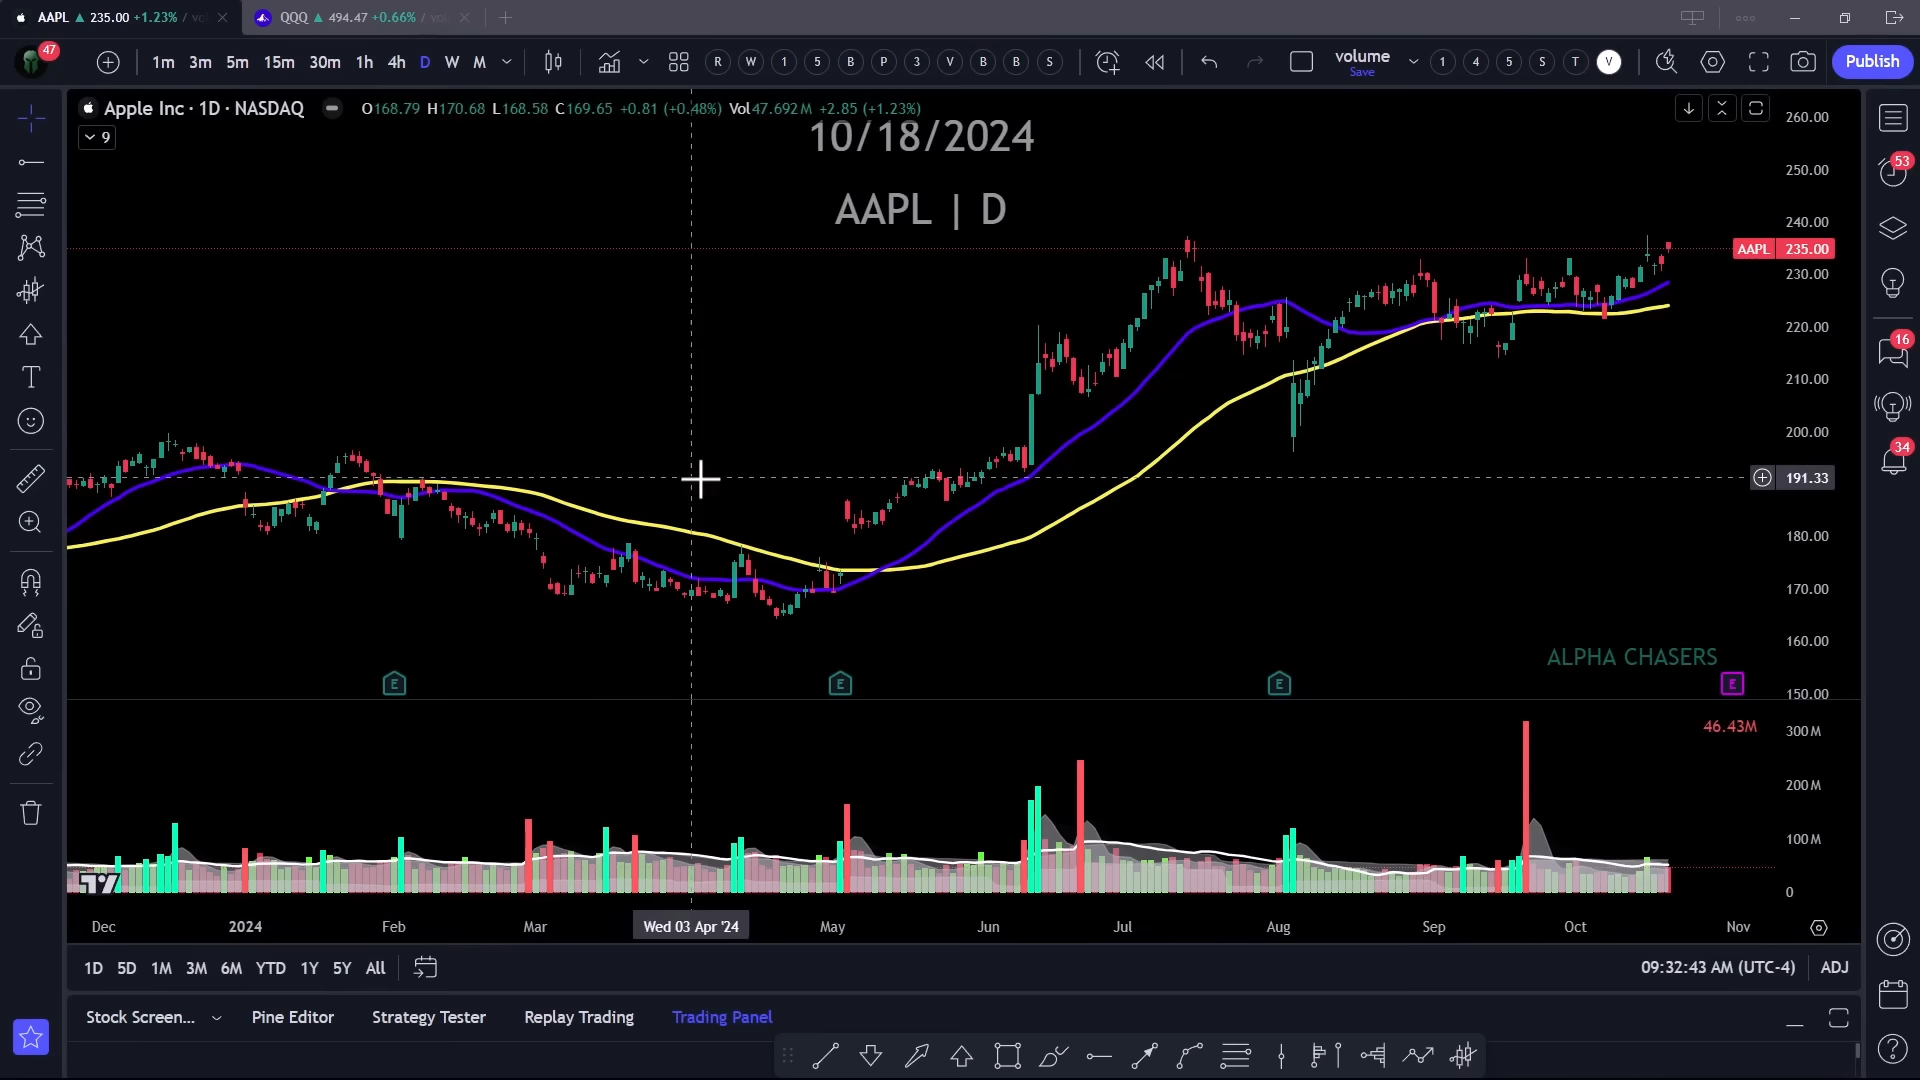 AAPL ▲ 235.00 +1.23% / vo
QQQ ▲ 494.47 +0.66% / vol
47
1m 3m 5m 15m 30m 1h 4h D W M
R W 1 5 B P 3 V B B S
volume
Save
1 4 5 S T V
Publish
Apple Inc · 1D · NASDAQ
O168.79 H170.68 L168.58 C169.65 +0.81 (+0.48%) Vol47.692M +2.85 (+1.23%)
9
10/18/2024
AAPL | D
260.00
250.00
240.00
AAPL 235.00
230.00
220.00
210.00
200.00
191.33
180.00
170.00
160.00
150.00
ALPHA CHASERS
E E E E
46.43M
300M
200M
100M
0
53
16
34
Dec 2024 Feb Mar Wed 03 Apr '24 May Jun Jul Aug Sep Oct Nov
1D 5D 1M 3M 6M YTD 1Y 5Y All
09:32:43 AM (UTC-4) ADJ
Stock Screen... Pine Editor Strategy Tester Replay Trading Trading Panel